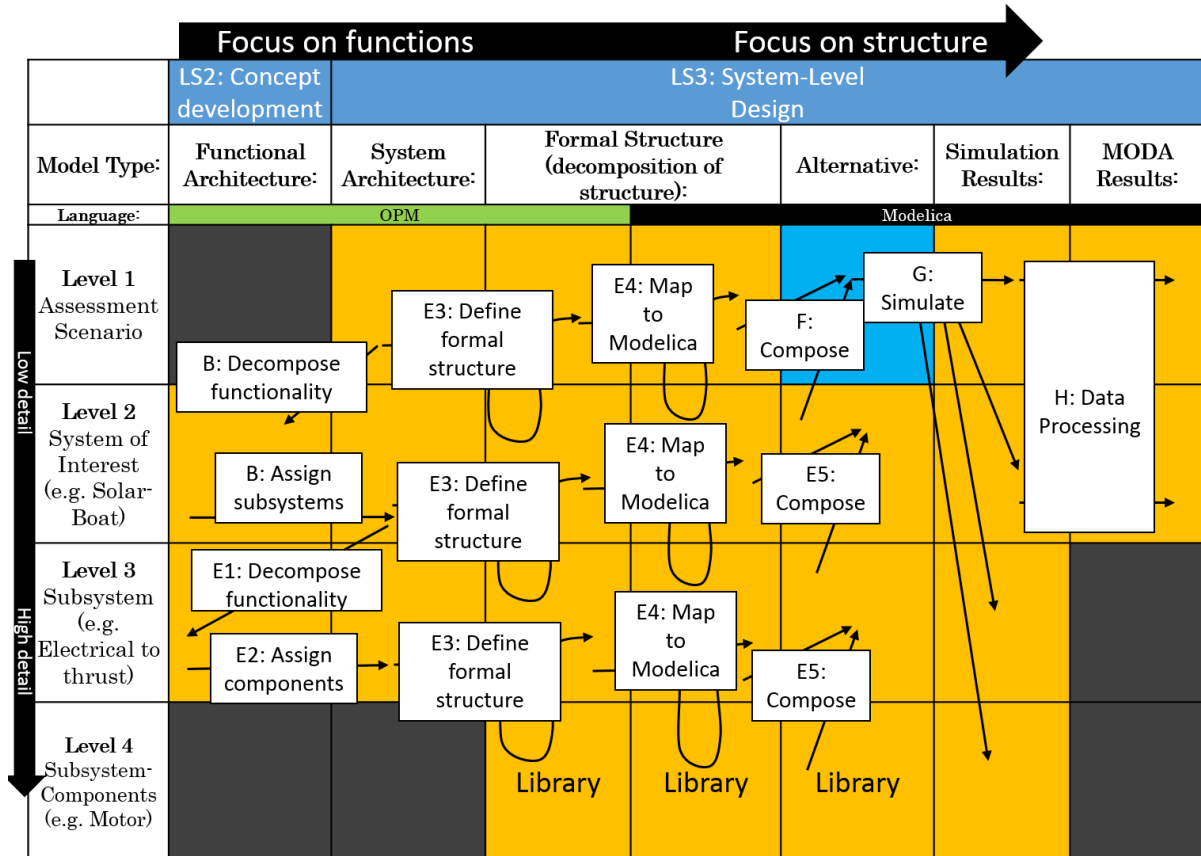 Focus on functions
Focus on structure
LS2: Concept
development
LS3: System-Level
Design
Model Type:
Functional
Architecture:
System
Architecture:
Formal Structure
(decomposition of
structure):
Alternative:
Simulation
Results:
MODA
Results:
Language:
OPM
Modelica
Low detail
High detail
Level 1
Assessment
Scenario
B: Decompose
functionality
E3: Define
formal
structure
E4: Map
to
Modelica
F:
Compose
G:
Simulate
H: Data
Processing
Level 2
System of
Interest
(e.g. Solar-
Boat)
B: Assign
subsystems
E3: Define
formal
structure
E4: Map
to
Modelica
E5:
Compose
Level 3
Subsystem
(e.g.
Electrical to
thrust)
E1: Decompose
functionality
E2: Assign
components
E3: Define
formal
structure
E4: Map
to
Modelica
E5:
Compose
Level 4
Subsystem-
Components
(e.g. Motor)
Library
Library
Library